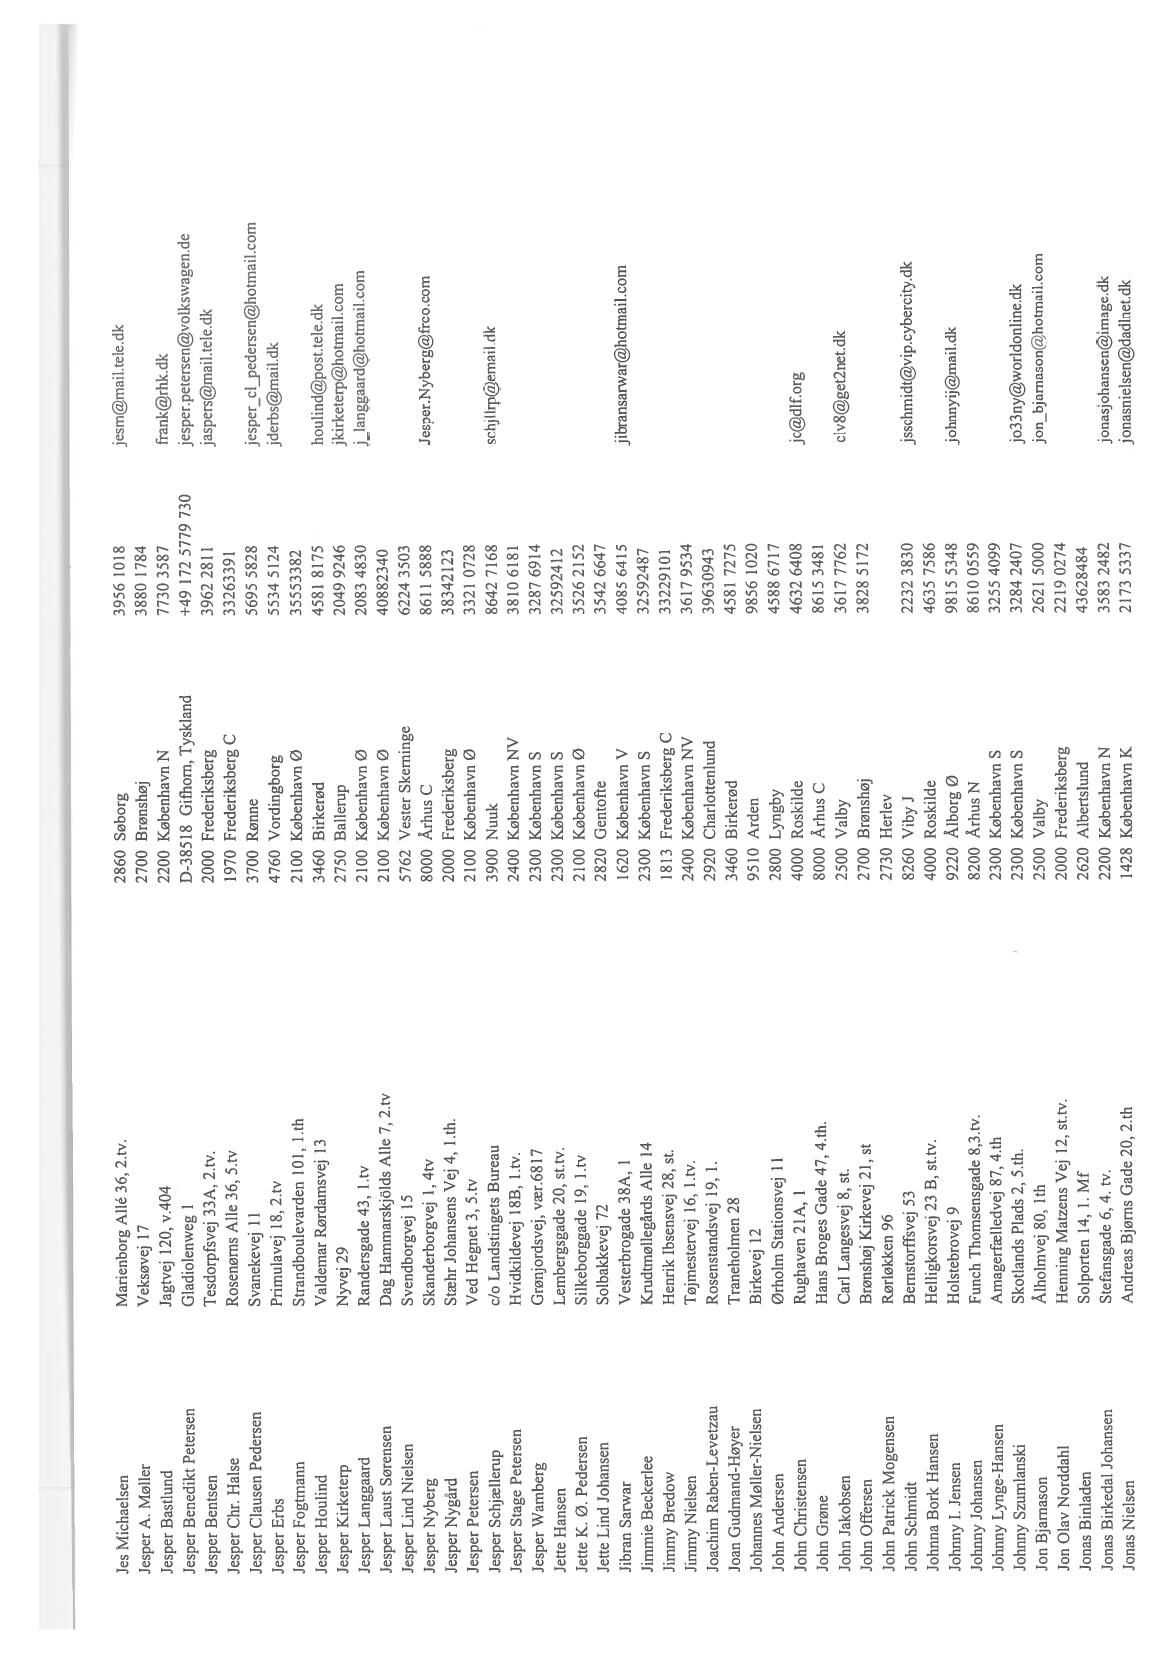 Jes Michaelsen Marienborg Allé 36, 2.tv. 2860 Søborg 3956 1018 jesm@mail.tele.dk
Jesper A. Møller Veksøvej 17 2700 Brønshøj 3880 1784
Jesper Bastlund Jagtvej 120, v.404 2200 København N 7730 3587 frank@rhk.dk
Jesper Benedikt Petersen Gladiolenweg 1 D-38518 Gifhorn, Tyskland +49 172 5779 730 jesper.petersen@volkswagen.de
Jesper Bentsen Tesdorpfsvej 33A, 2.tv. 2000 Frederiksberg 3962 2811 jaspers@mail.tele.dk
Jesper Chr. Halse Rosenørns Alle 36, 5.tv 1970 Frederiksberg C 33263391
Jesper Clausen Pedersen Svanekevej 11 3700 Rønne 5695 5828 jesper_cl_pedersen@hotmail.com
Jesper Erbs Primulavej 18, 2.tv 4760 Vordingborg 5534 5124 jderbs@mail.dk
Jesper Fogtmann Strandboulevarden 101, 1.th 2100 København Ø 35553382
Jesper Houlind Valdemar Rørdamsvej 13 3460 Birkerød 4581 8175 houlind@post.tele.dk
Jesper Kirketerp Nyvej 29 2750 Ballerup 2049 9246 jkirketerp@hotmail.com
Jesper Langgaard Randersgade 43, 1.tv 2100 København Ø 2083 4830 j_langgaard@hotmail.com
Jesper Laust Sørensen Dag Hammarskjölds Alle 7, 2.tv 2100 København Ø 40882340
Jesper Lind Nielsen Svendborgvej 15 5762 Vester Skerninge 6224 3503
Jesper Nyberg Skanderborgvej 1, 4tv 8000 Århus C 8611 5888 Jesper.Nyberg@frco.com
Jesper Nygård Stæhr Johansens Vej 4, 1.th. 2000 Frederiksberg 38342123
Jesper Petersen Ved Hegnet 3, 5.tv 2100 København Ø 3321 0728
Jesper Schjællerup c/o Landstingets Bureau 3900 Nuuk 8642 7168 schjllrp@email.dk
Jesper Stage Petersen Hvidkildevej 18B, 1.tv. 2400 København NV 3810 6181
Jesper Wamberg Grønjordsvej, vær.6817 2300 København S 3287 6914
Jette Hansen Lembergsgade 20, st.tv. 2300 København S 32592412
Jette K. Ø. Pedersen Silkeborggade 19, 1.tv 2100 København Ø 3526 2152
Jette Lind Johansen Solbakkevej 72 2820 Gentofte 3542 6647
Jibran Sarwar Vesterbrogade 38A, 1 1620 København V 4085 6415 jibransarwar@hotmail.com
Jimmie Beckerlee Krudtmøllegårds Alle 14 2300 København S 32592487
Jimmy Bredow Henrik Ibsensvej 28, st. 1813 Frederiksberg C 33229101
Jimmy Nielsen Tøjmestervej 16, 1.tv. 2400 København NV 3617 9534
Joachim Raben-Levetzau Rosenstandsvej 19, 1. 2920 Charlottenlund 39630943
Joan Gudmand-Høyer Traneholmen 28 3460 Birkerød 4581 7275
Johannes Møller-Nielsen Birkevej 12 9510 Arden 9856 1020
John Andersen Ørholm Stationsvej 11 2800 Lyngby 4588 6717
John Christensen Rughaven 21A, 1 4000 Roskilde 4632 6408 jc@dlf.org
John Grøne Hans Broges Gade 47, 4.th. 8000 Århus C 8615 3481
John Jakobsen Carl Langesvej 8, st. 2500 Valby 3617 7762 civ8@get2net.dk
John Offersen Brønshøj Kirkevej 21, st 2700 Brønshøj 3828 5172
John Patrick Mogensen Rørløkken 96 2730 Herlev
John Schmidt Bernstorffsvej 53 8260 Viby J 2232 3830 jsschmidt@vip.cybercity.dk
Johnna Bork Hansen Helligkorsvej 23 B, st.tv. 4000 Roskilde 4635 7586
Johnny I. Jensen Holstebrovej 9 9220 Ålborg Ø 9815 5348 johnnyij@mail.dk
Johnny Johansen Funch Thomsensgade 8,3.tv. 8200 Århus N 8610 0559
Johnny Lynge-Hansen Amagerfælledvej 87, 4.th 2300 København S 3255 4099
Johnny Szumlanski Skotlands Plads 2, 5.th. 2300 København S 3284 2407 jo33ny@worldonline.dk
Jon Bjarnason Ålholmvej 80, 1th 2500 Valby 2621 5000 jon_bjarnason@hotmail.com
Jon Olav Norddahl Henning Matzens Vej 12, st.tv. 2000 Frederiksberg 2219 0274
Jonas Binladen Solporten 14, 1. Mf 2620 Albertslund 43628484
Jonas Birkedal Johansen Stefansgade 6, 4. tv. 2200 København N 3583 2482 jonasjohansen@image.dk
Jonas Nielsen Andreas Bjørns Gade 20, 2.th 1428 København K 2173 5337 jonasnielsen@dadlnet.dk